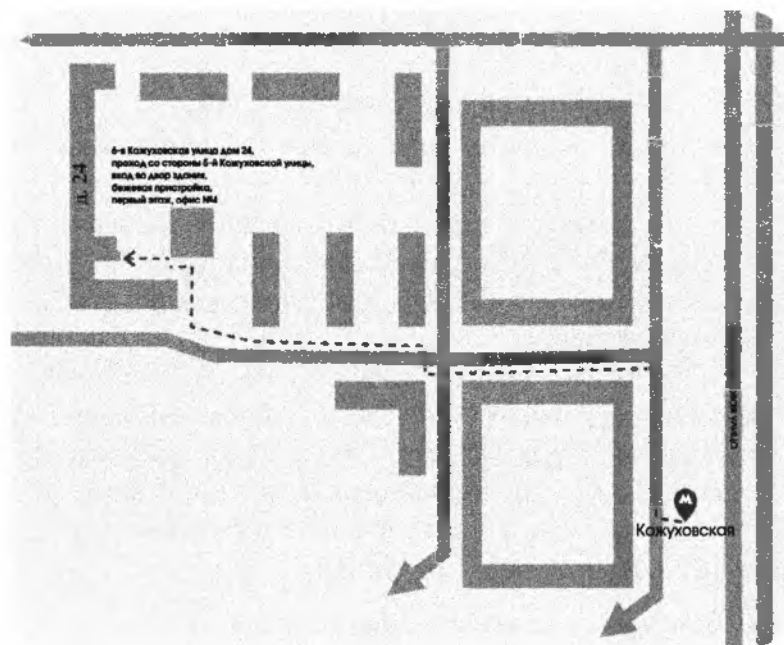 6-я Кожуховская улица дом 24,
проход со стороны 5-й Кожуховской улицы,
вход во двор здания,
бежевая пристройка,
первый этаж, офис №4
д. 24
М
Кожуховская